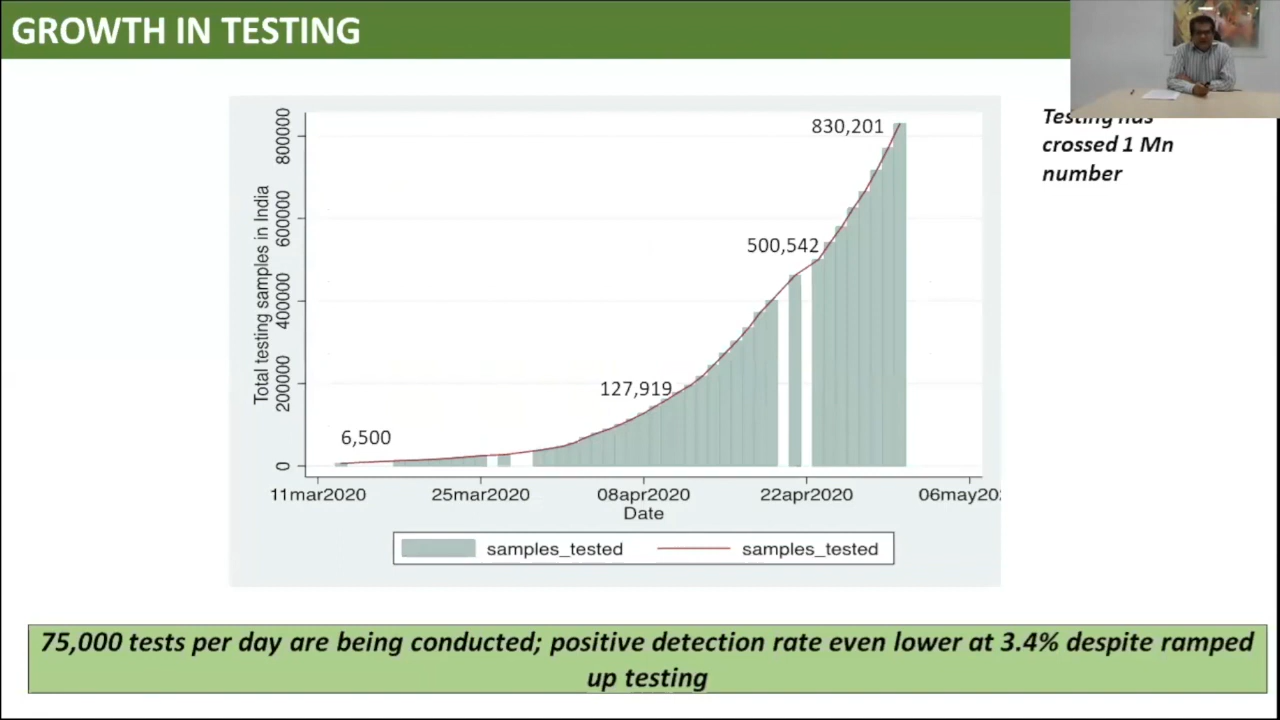 GROWTH IN TESTING
Testing has
crossed 1 Mn
number
Total testing samples in India
800000
600000
400000
200000
0
830,201
500,542
127,919
6,500
11mar2020 25mar2020 08apr2020 22apr2020 06may20
Date
samples_tested samples_tested
75,000 tests per day are being conducted; positive detection rate even lower at 3.4% despite ramped
up testing